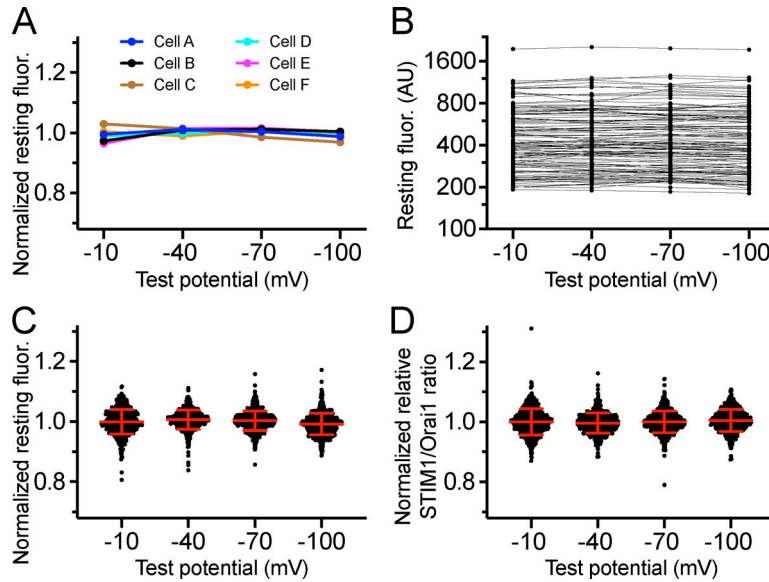 A
Cell A
Cell D
Cell B
Cell E
Cell C
Cell F
Normalized resting fluor.
1.2
1.0
0.8
-10
-40
-70
-100
Test potential (mV)
B
Resting fluor. (AU)
1600
800
400
200
100
-10
-40
-70
-100
Test potential (mV)
C
Normalized resting fluor.
1.2
1.0
0.8
-10
-40
-70
-100
Test potential (mV)
D
Normalized relative
STIM1/Orai1 ratio
1.2
1.0
0.8
-10
-40
-70
-100
Test potential (mV)